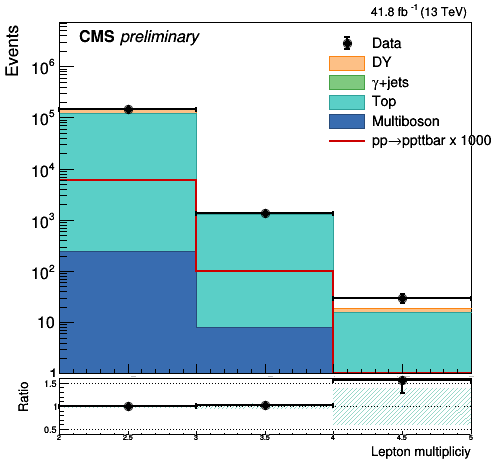 41.8 fb⁻¹ (13 TeV)
CMS preliminary
Events
Data
DY
γ+jets
Top
Multiboson
pp→ppttbar x 1000
10⁶
10⁵
10⁴
10³
10²
10
1
Ratio
1.5
1
0.5
2 2.5 3 3.5 4 4.5 5
Lepton multipliciy